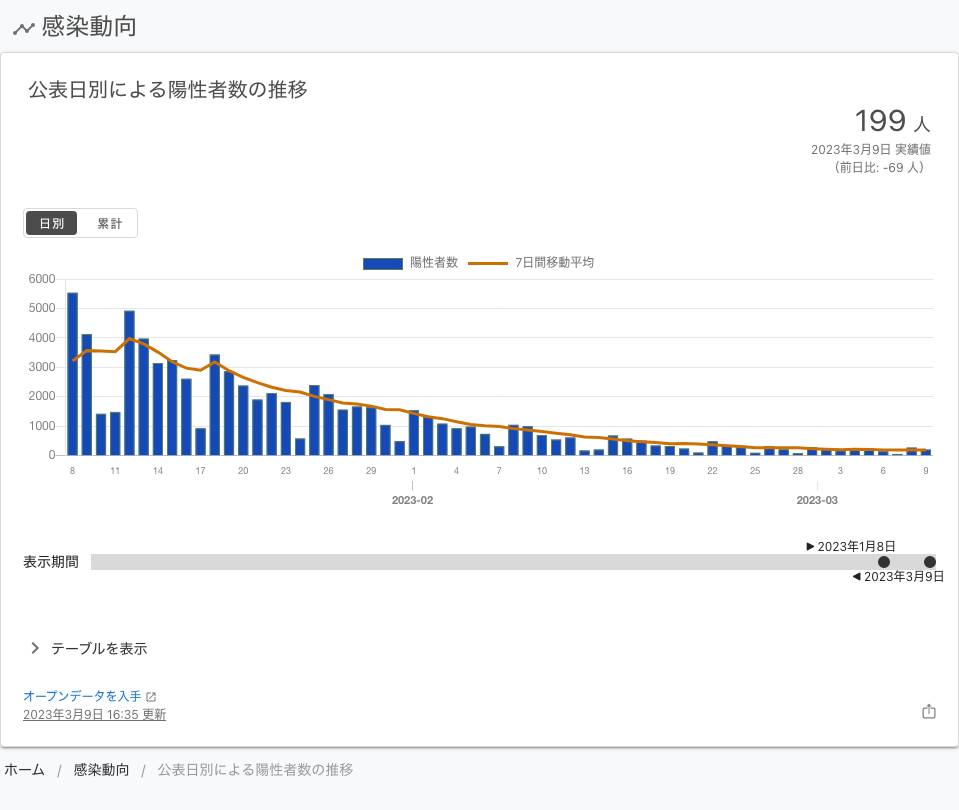 感染動向
公表日別による陽性者数の推移
199 人
2023年3月9日 実績値
（前日比: -69 人）
日別 累計
陽性者数 7日間移動平均
6000
5000
4000
3000
2000
1000
0
8 11 14 17 20 23 26 29 1 4 7 10 13 16 19 22 25 28 3 6 9
2023-02 2023-03
2023年1月8日
表示期間
2023年3月9日
テーブルを表示
オープンデータを入手
2023年3月9日 16:35 更新
ホーム / 感染動向 / 公表日別による陽性者数の推移